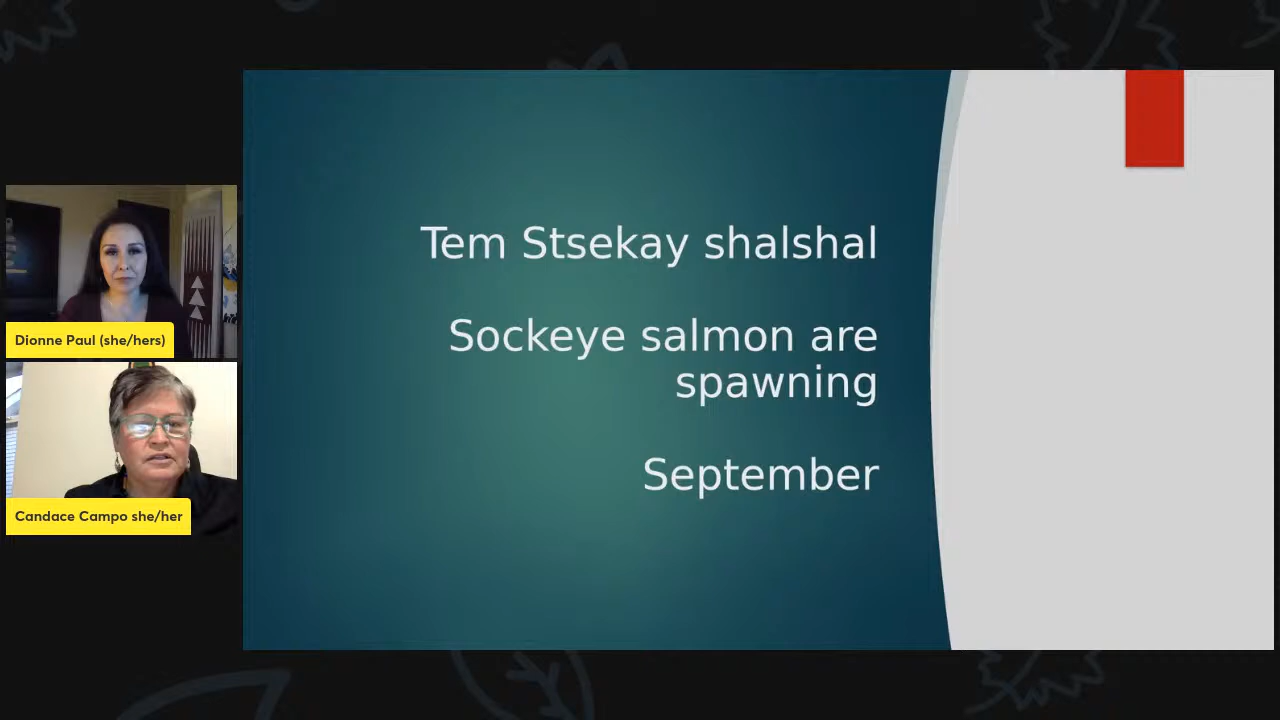 Tem Stsekay shalshal
Sockeye salmon are
spawning
September
Dionne Paul (she/hers)
Candace Campo she/her